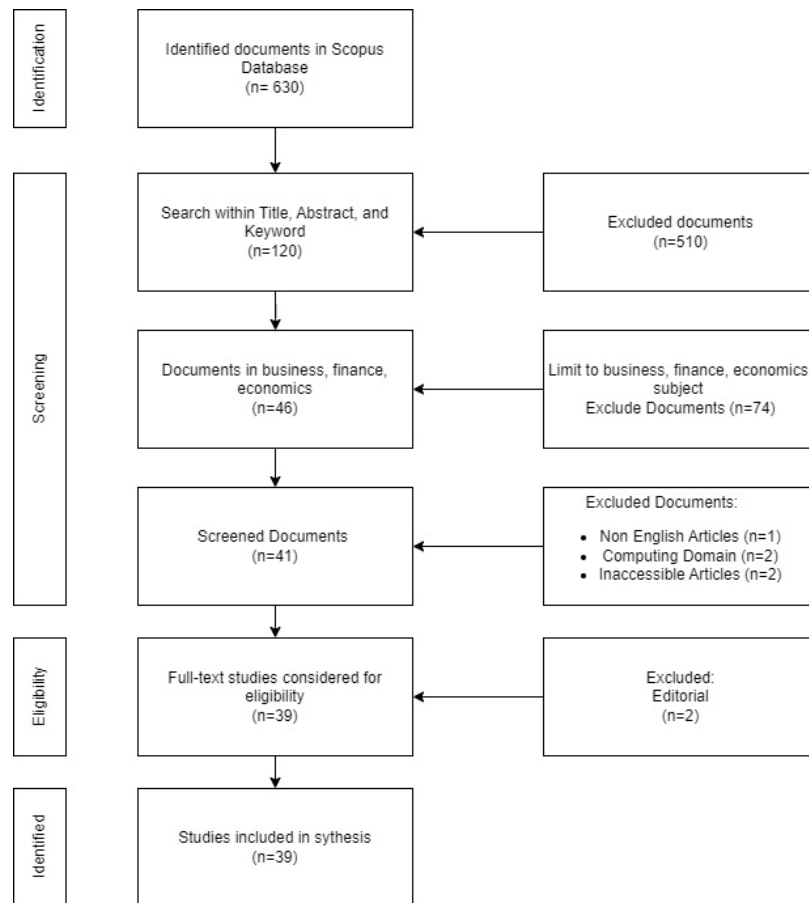 Identification
Identified documents in Scopus
Database
(n= 630)
Screening
Search within Title, Abstract, and
Keyword
(n=120)
Excluded documents
(n=510)
Documents in business, finance,
economics
(n=46)
Limit to business, finance, economics
subject
Exclude Documents (n=74)
Screened Documents
(n=41)
Excluded Documents:
• Non English Articles (n=1)
• Computing Domain (n=2)
• Inaccessible Articles (n=2)
Eligibility
Full-text studies considered for
eligibility
(n=39)
Excluded:
Editorial
(n=2)
Identified
Studies included in sythesis
(n=39)